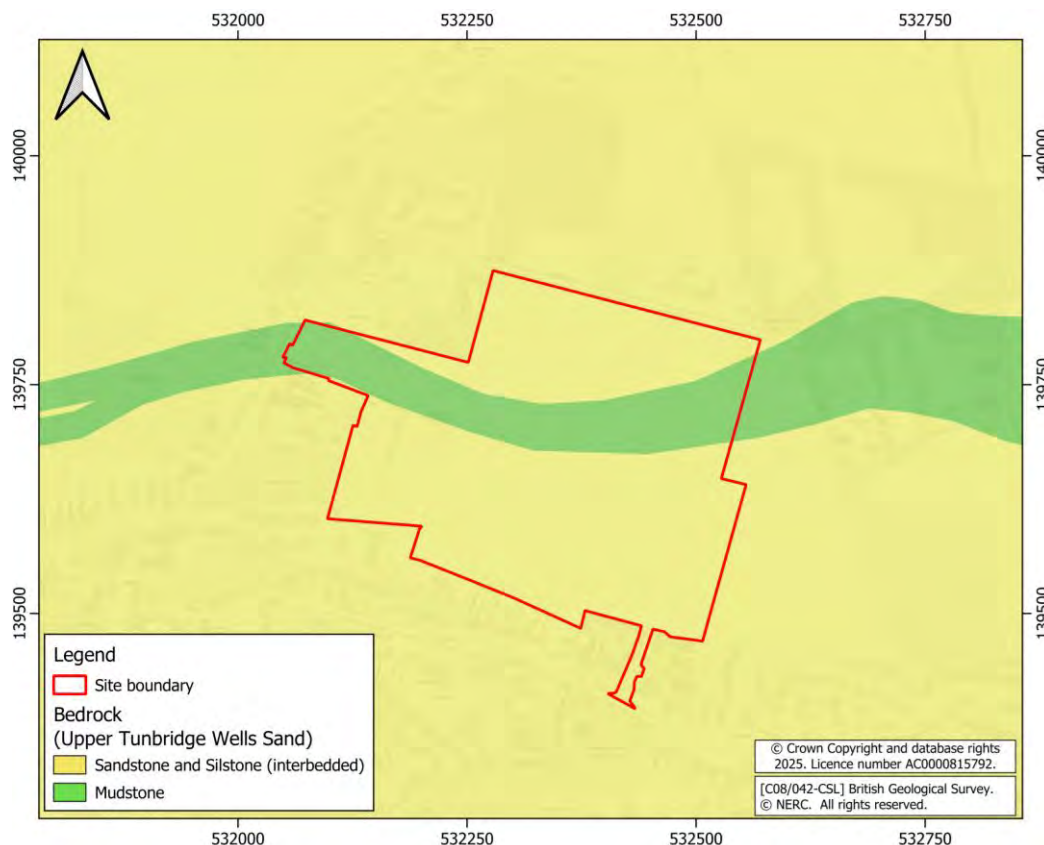 532000 532250 532500 532750
140000 140000
139750 139750
139500 139500
Legend
Site boundary
Bedrock
(Upper Tunbridge Wells Sand)
Sandstone and Silstone (interbedded)
Mudstone
© Crown Copyright and database rights
2025. Licence number AC0000815792.
[C08/042-CSL] British Geological Survey.
© NERC. All rights reserved.
532000 532250 532500 532750